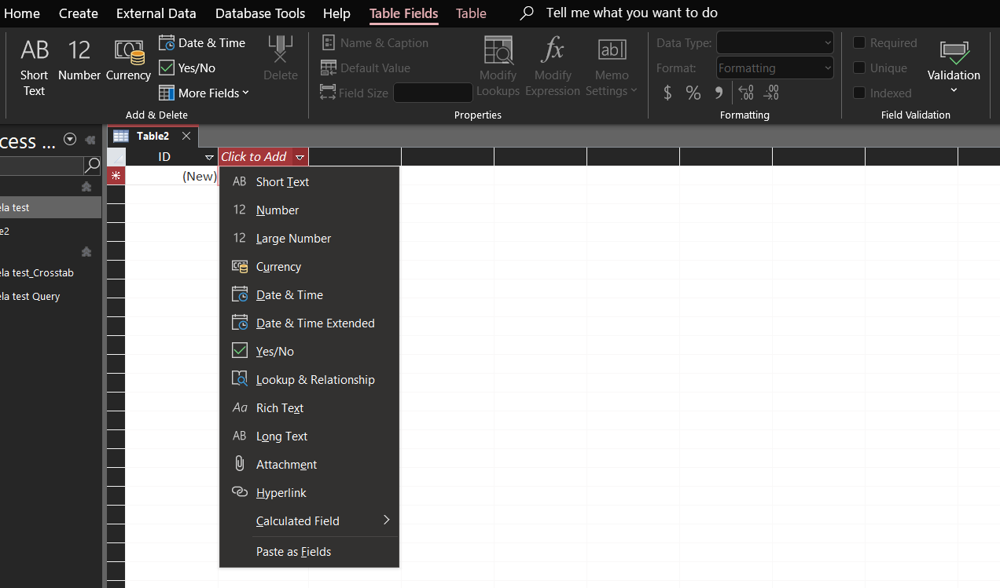 Home Create External Data Database Tools Help Table Fields Table Tell me what you want to do
AB 12 Date & Time Name & Caption fx ab Data Type: Required
Yes/No Default Value Format: Formatting Unique
Short Text Number Currency More Fields Delete Field Size Modify Lookups Modify Expression Memo Settings $ % , .00 .00 Indexed Validation
Add & Delete Properties Formatting Field Validation
cess ... Table2
ID Click to Add
(New)
AB Short Text
12 Number
12 Large Number
Currency
Date & Time
Date & Time Extended
Yes/No
Lookup & Relationship
Aa Rich Text
AB Long Text
Attachment
Hyperlink
Calculated Field
Paste as Fields
ela test
e2
ela test_Crosstab
ela test Query